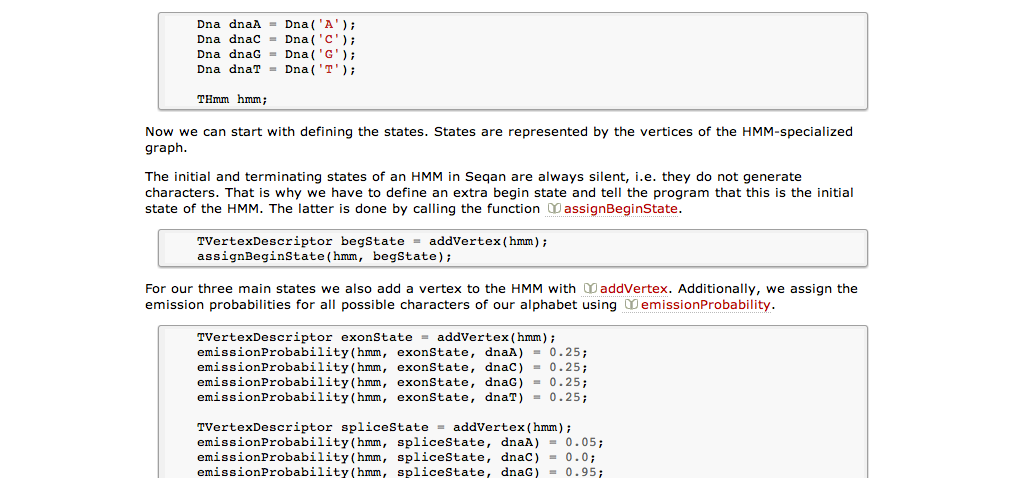 Dna dnaA = Dna('A');
Dna dnaC = Dna('C');
Dna dnaG = Dna('G');
Dna dnaT = Dna('T');
THmm hmm;
Now we can start with defining the states. States are represented by the vertices of the HMM-specialized
graph.
The initial and terminating states of an HMM in Seqan are always silent, i.e. they do not generate
characters. That is why we have to define an extra begin state and tell the program that this is the initial
state of the HMM. The latter is done by calling the function assignBeginState.
TVertexDescriptor begState = addVertex(hmm);
assignBeginState(hmm, begState);
For our three main states we also add a vertex to the HMM with addVertex. Additionally, we assign the
emission probabilities for all possible characters of our alphabet using emissionProbability.
TVertexDescriptor exonState = addVertex(hmm);
emissionProbability(hmm, exonState, dnaA) = 0.25;
emissionProbability(hmm, exonState, dnaC) = 0.25;
emissionProbability(hmm, exonState, dnaG) = 0.25;
emissionProbability(hmm, exonState, dnaT) = 0.25;
TVertexDescriptor spliceState = addVertex(hmm);
emissionProbability(hmm, spliceState, dnaA) = 0.05;
emissionProbability(hmm, spliceState, dnaC) = 0.0;
emissionProbability(hmm, spliceState, dnaG) = 0.95;